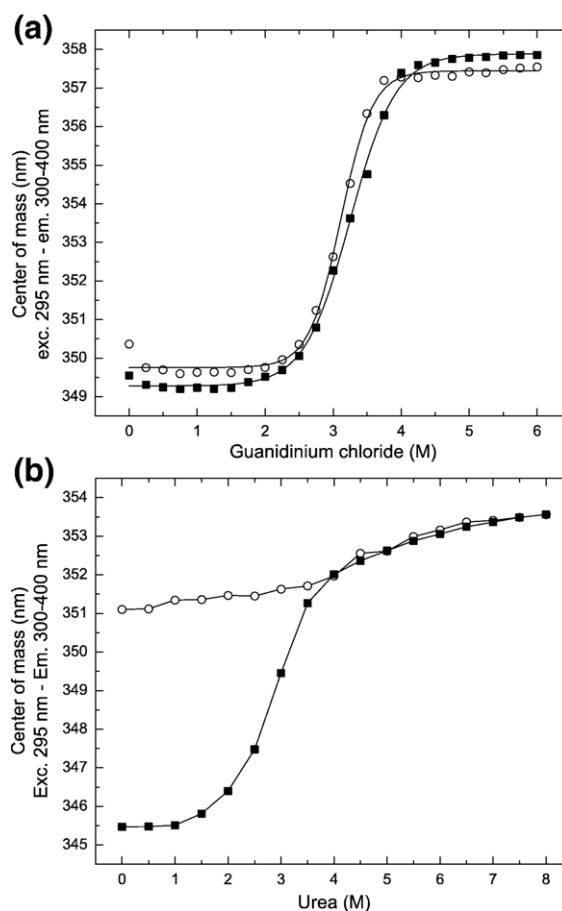 (a)
358
357
356
355
354
353
352
351
350
349
Center of mass (nm)
exc. 295 nm - em. 300-400 nm
0 1 2 3 4 5 6
Guanidinium chloride (M)
(b)
354
353
352
351
350
349
348
347
346
345
Center of mass (nm)
Exc. 295 nm - Em. 300-400 nm
0 1 2 3 4 5 6 7 8
Urea (M)